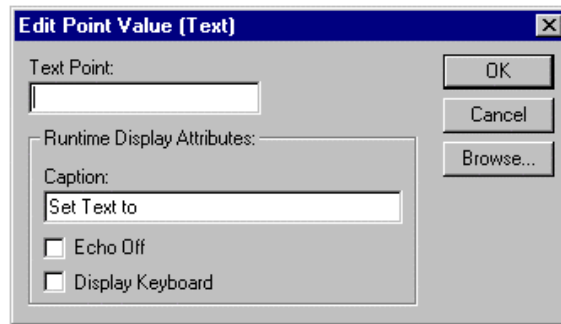 Edit Point Value (Text)
Text Point:
OK
Cancel
Browse...
Runtime Display Attributes:
Caption:
Set Text to
Echo Off
Display Keyboard